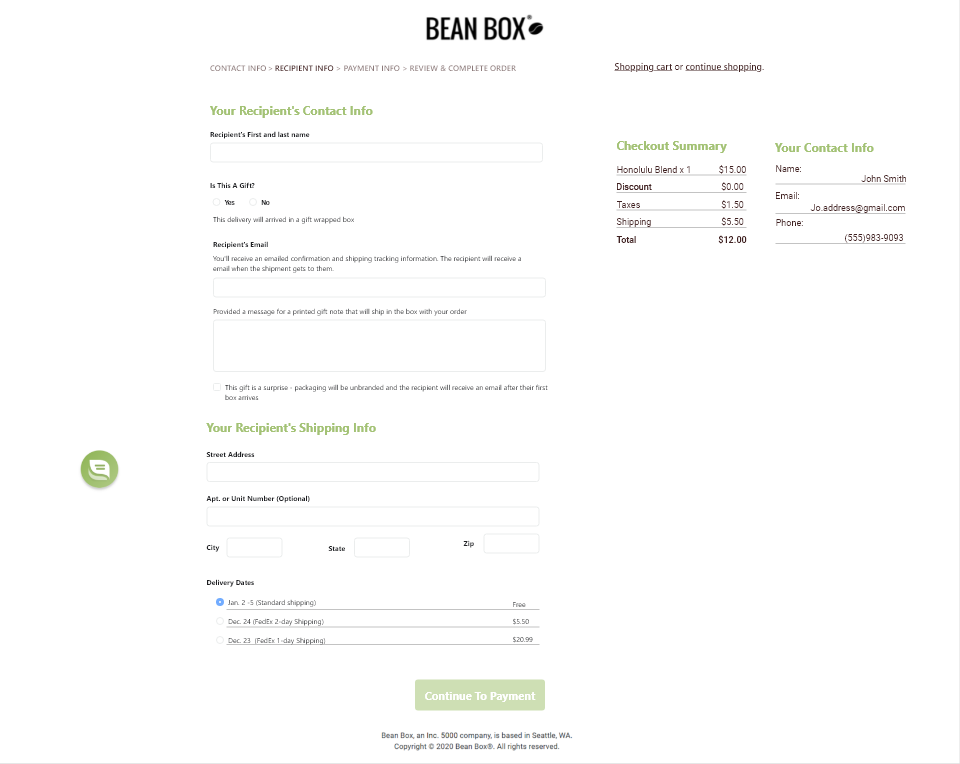 BEAN BOX®
CONTACT INFO > RECIPIENT INFO > PAYMENT INFO > REVIEW & COMPLETE ORDER
Shopping cart or continue shopping.
Your Recipient's Contact Info
Recipient's First and last name
Is This A Gift?
Yes No
This delivery will arrived in a gift wrapped box
Recipient's Email
You'll receive an emailed confirmation and shipping tracking information. The recipient will receive a
email when the shipment gets to them.
Provided a message for a printed gift note that will ship in the box with your order
This gift is a surprise - packaging will be unbranded and the recipient will receive an email after their first
box arrives
Checkout Summary
Honolulu Blend x 1 $15.00
Discount $0.00
Taxes $1.50
Shipping $5.50
Total $12.00
Your Contact Info
Name:
John Smith
Email:
Jo.address@gmail.com
Phone:
(555)983-9093
Your Recipient's Shipping Info
Street Address
Apt. or Unit Number (Optional)
City State Zip
Delivery Dates
Jan. 2 -5 (Standard shipping) Free
Dec. 24 (FedEx 2-day Shipping) $5.50
Dec. 23 (FedEx 1-day Shipping) $20.99
Continue To Payment
Bean Box, an Inc. 5000 company, is based in Seattle, WA.
Copyright © 2020 Bean Box®. All rights reserved.